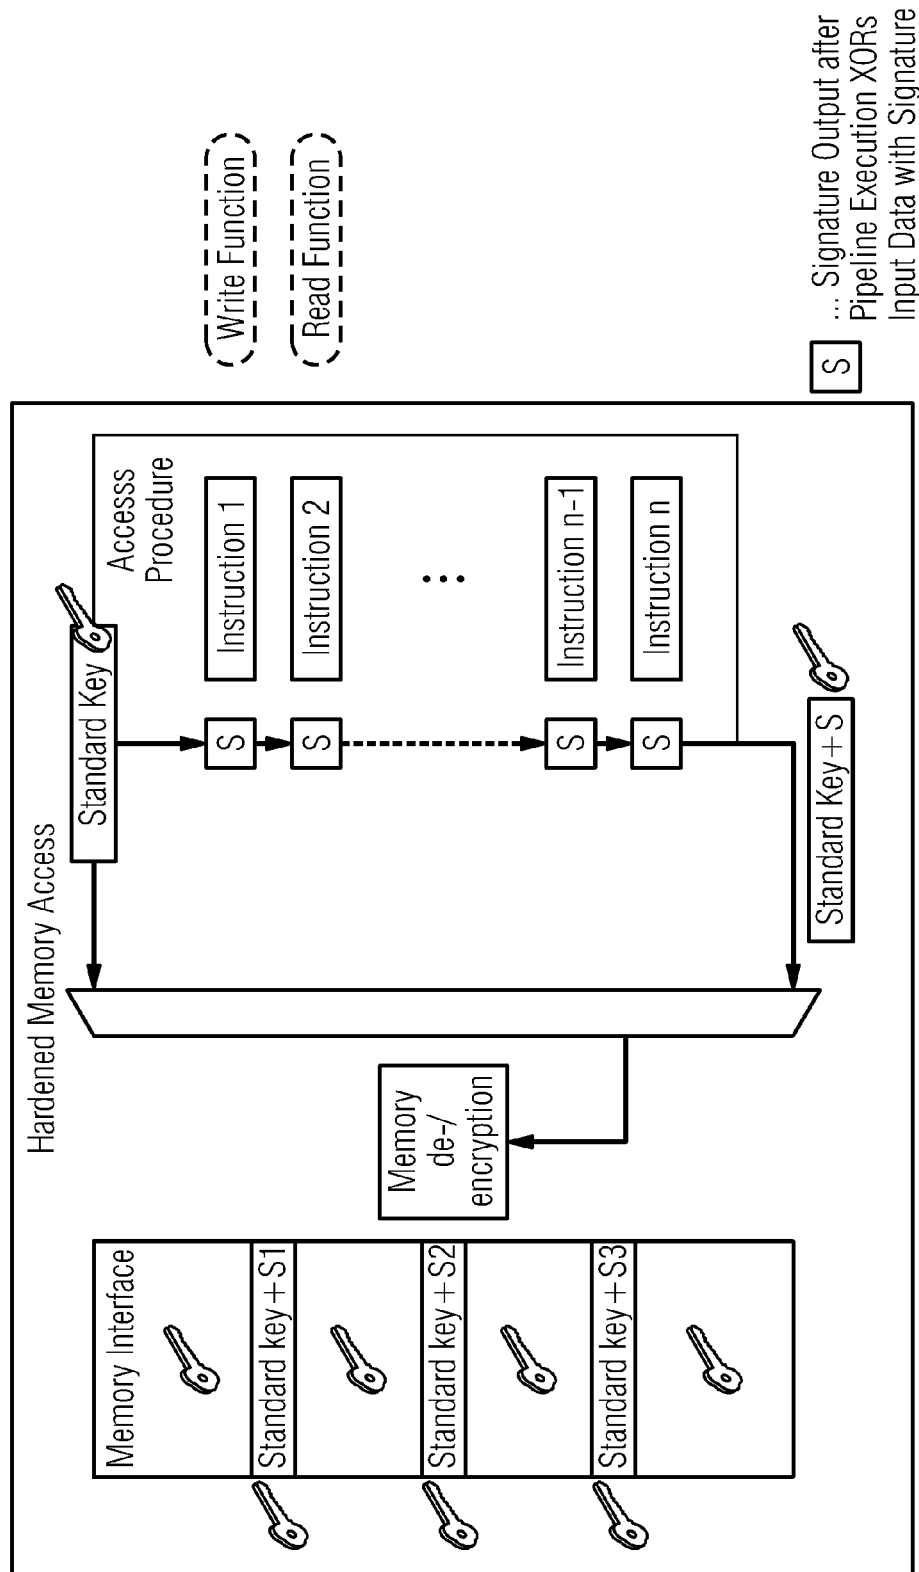 Hardened Memory Access
Memory Interface
Standard key+S1
Standard key+S2
Standard key+S3
Memory
de-/
encryption
Standard Key
Accesss
Procedure
S
Instruction 1
S
Instruction 2
...
S
Instruction n-1
S
Instruction n
Standard Key+S
Write Function
Read Function
S
... Signature Output after
Pipeline Execution XORs
Input Data with Signature